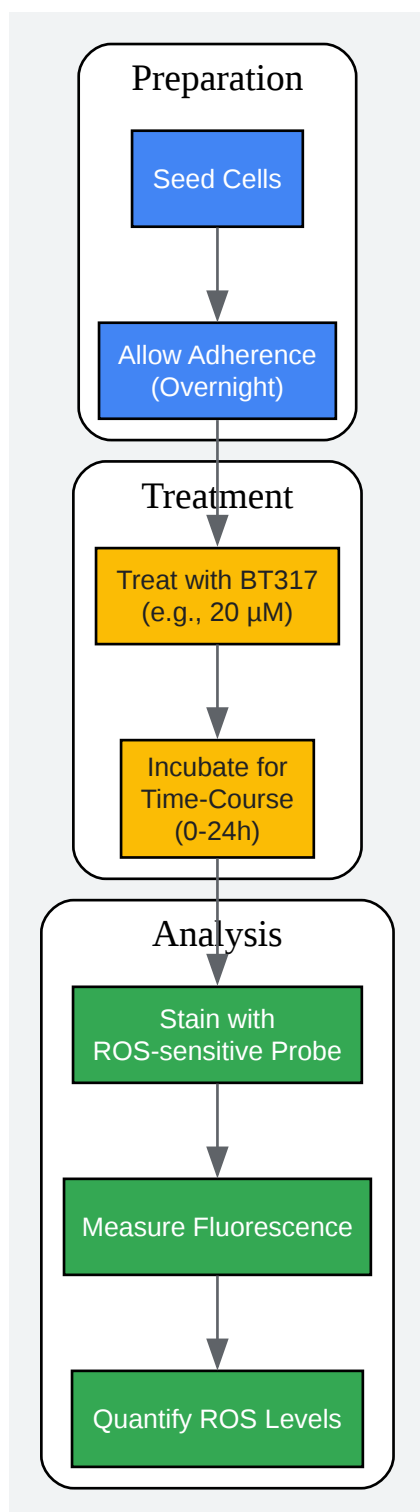 Preparation
Seed Cells
Allow Adherence
(Overnight)
Treatment
Treat with BT317
(e.g., 20 µM)
Incubate for
Time-Course
(0-24h)
Analysis
Stain with
ROS-sensitive Probe
Measure Fluorescence
Quantify ROS Levels